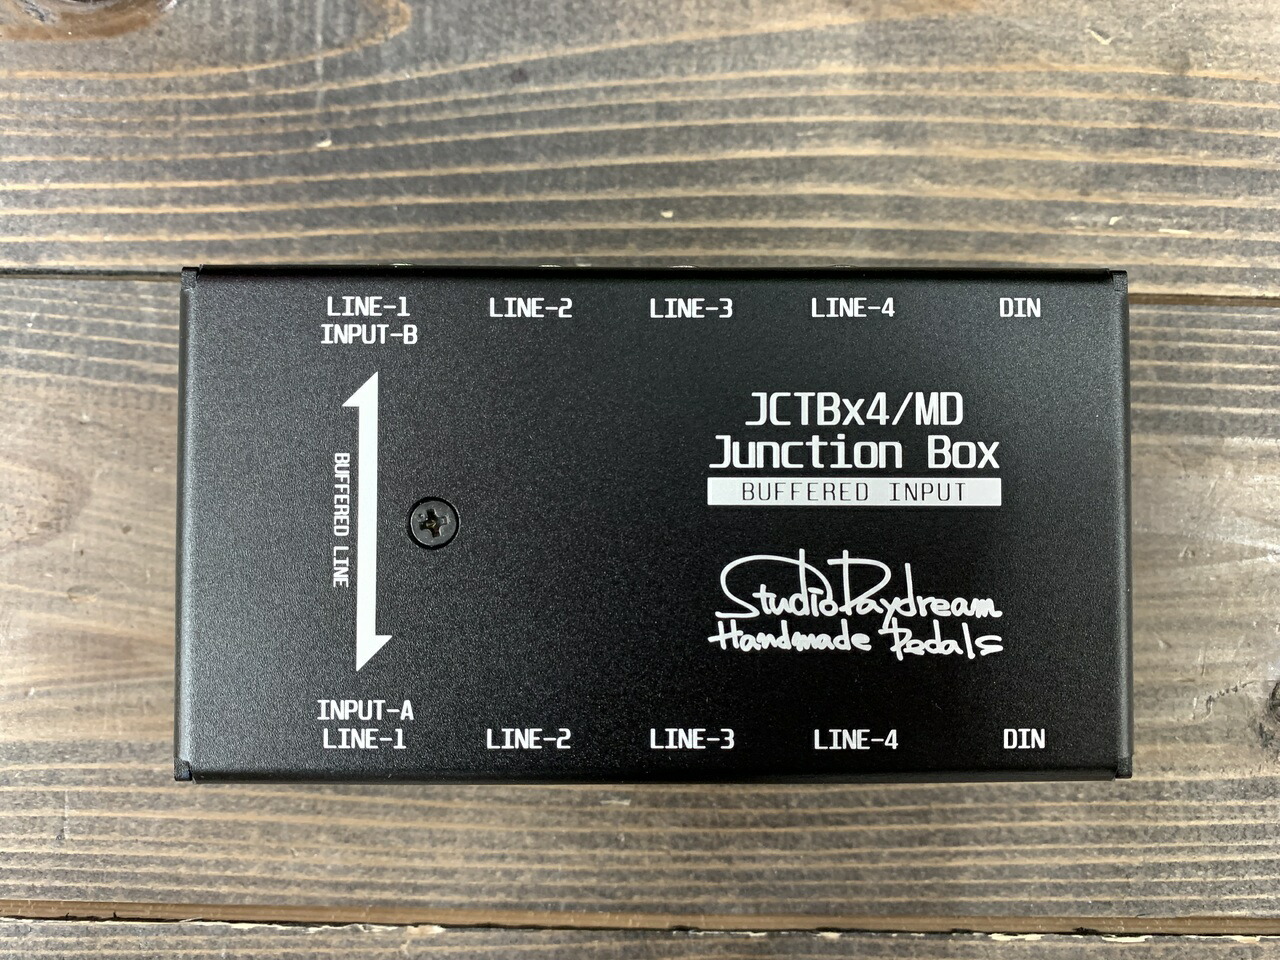 LINE-1 LINE-2 LINE-3 LINE-4 DIN
INPUT-B
BUFFERED LINE
JCTBx4/MD
Junction Box
BUFFERED INPUT
StudioDaydream
Handmade Pedals
INPUT-A
LINE-1 LINE-2 LINE-3 LINE-4 DIN